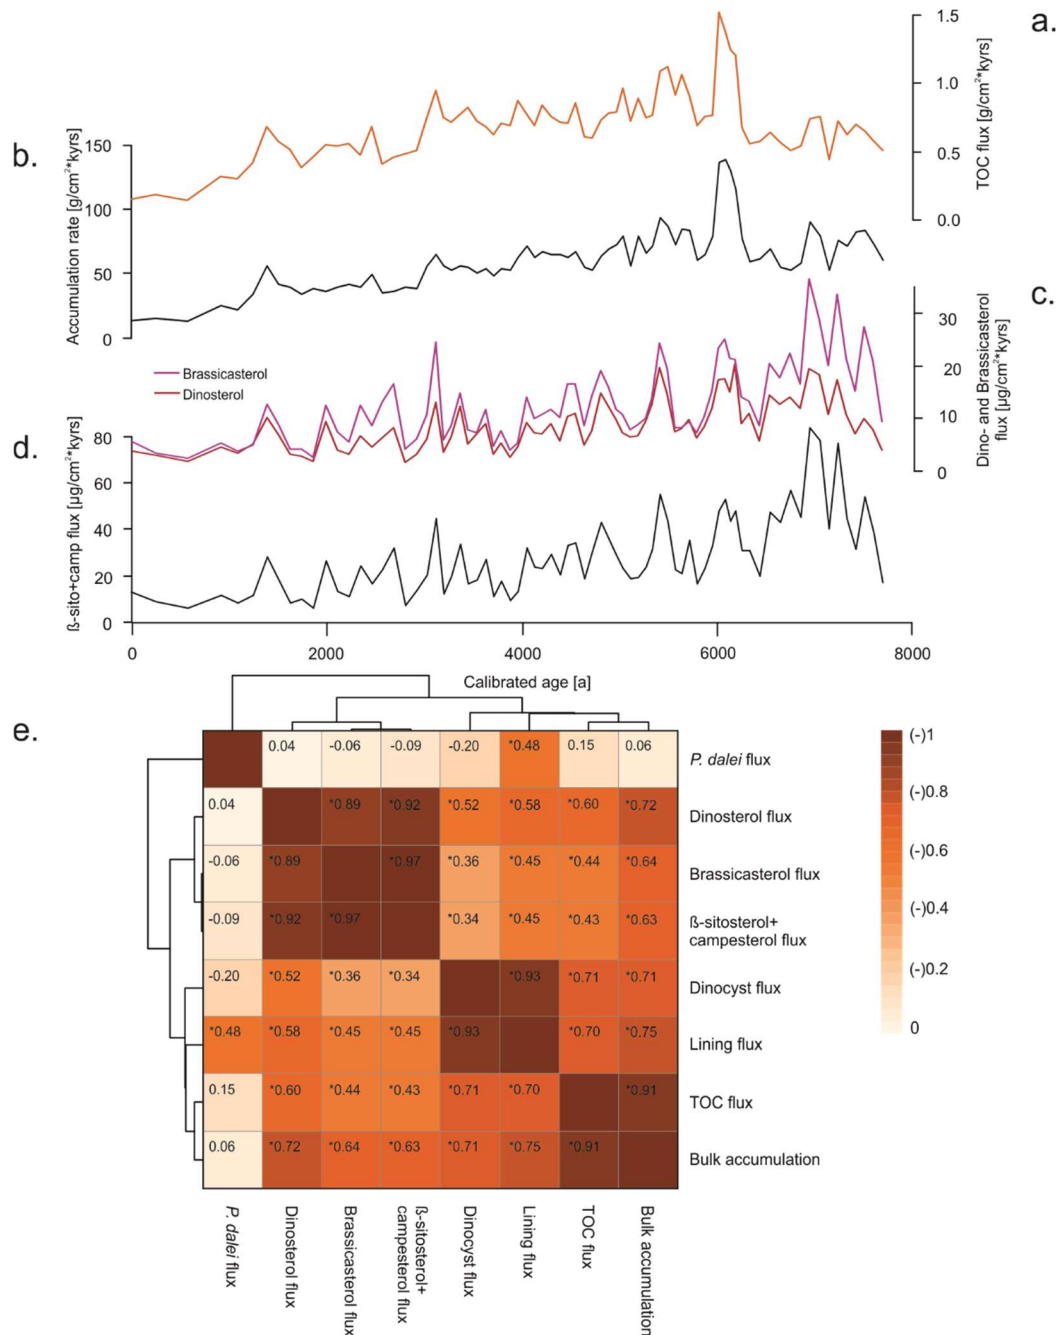 a.
1.5
1.0
0.5
0.0
TOC flux [g/cm²*kyrs]
b.
150
100
50
0
Accumulation rate [g/cm²*kyrs]
c.
30
20
10
0
Dino- and Brassicasterol
flux [µg/cm²*kyrs]
Brassicasterol
Dinosterol
d.
80
60
40
20
0
ß-sito+camp flux [µg/cm²*kyrs]
0 2000 4000 6000 8000
Calibrated age [a]
e.
0.04 -0.06 -0.09 -0.20 *0.48 0.15 0.06
P. dalei flux
0.04 *0.89 *0.92 *0.52 *0.58 *0.60 *0.72
Dinosterol flux
-0.06 *0.89 *0.97 *0.36 *0.45 *0.44 *0.64
Brassicasterol flux
-0.09 *0.92 *0.97 *0.34 *0.45 *0.43 *0.63
ß-sitosterol+
campesterol flux
-0.20 *0.52 *0.36 *0.34 *0.93 *0.71 *0.71
Dinocyst flux
*0.48 *0.58 *0.45 *0.45 *0.93 *0.70 *0.75
Lining flux
0.15 *0.60 *0.44 *0.43 *0.71 *0.70 *0.91
TOC flux
0.06 *0.72 *0.64 *0.63 *0.71 *0.75 *0.91
Bulk accumulation
P. dalei flux
Dinosterol flux
Brassicasterol flux
ß-sitosterol+
campesterol flux
Dinocyst flux
Lining flux
TOC flux
Bulk accumulation
(-)1
(-)0.8
(-)0.6
(-)0.4
(-)0.2
0